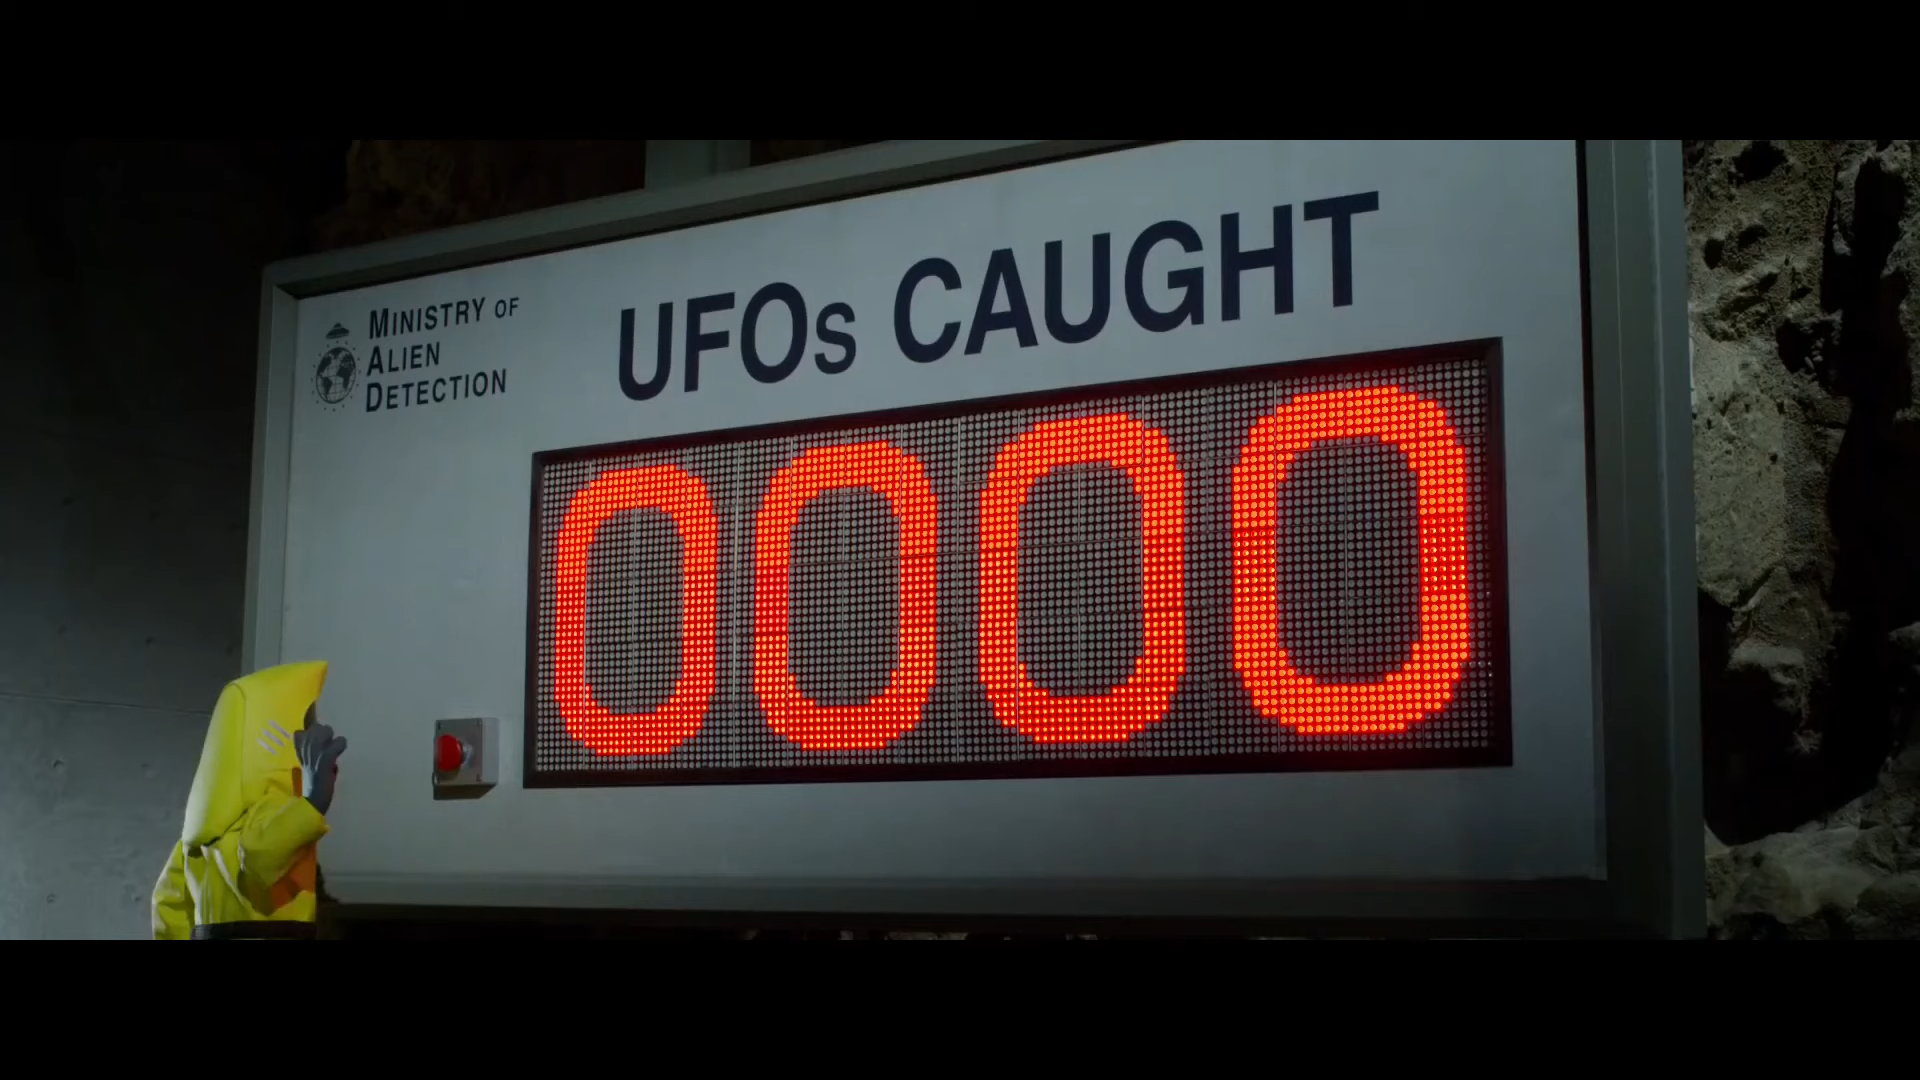 MINISTRY OF
ALIEN
DETECTION
UFOs CAUGHT
0000